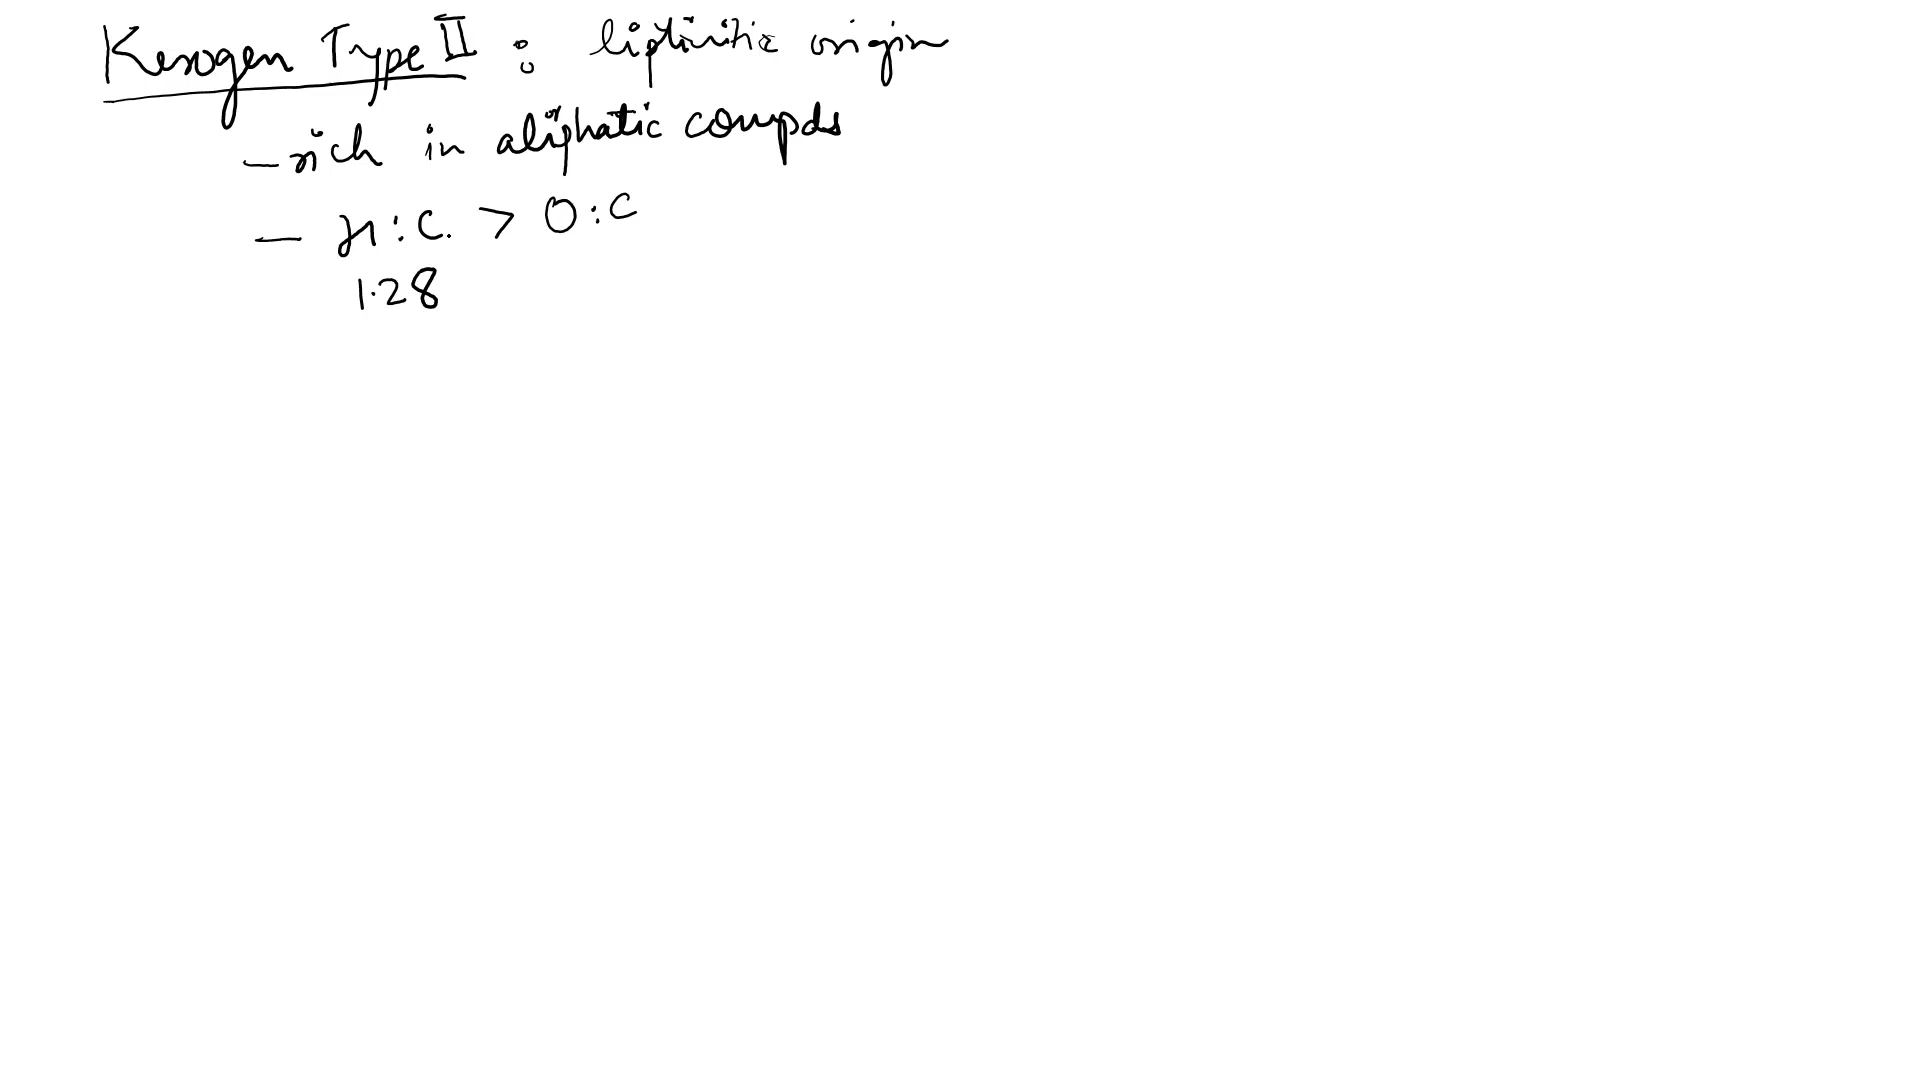 Kerogen Type II : liptinitic origin
- rich in aliphatic compds
- H:C. > O:C
1.28